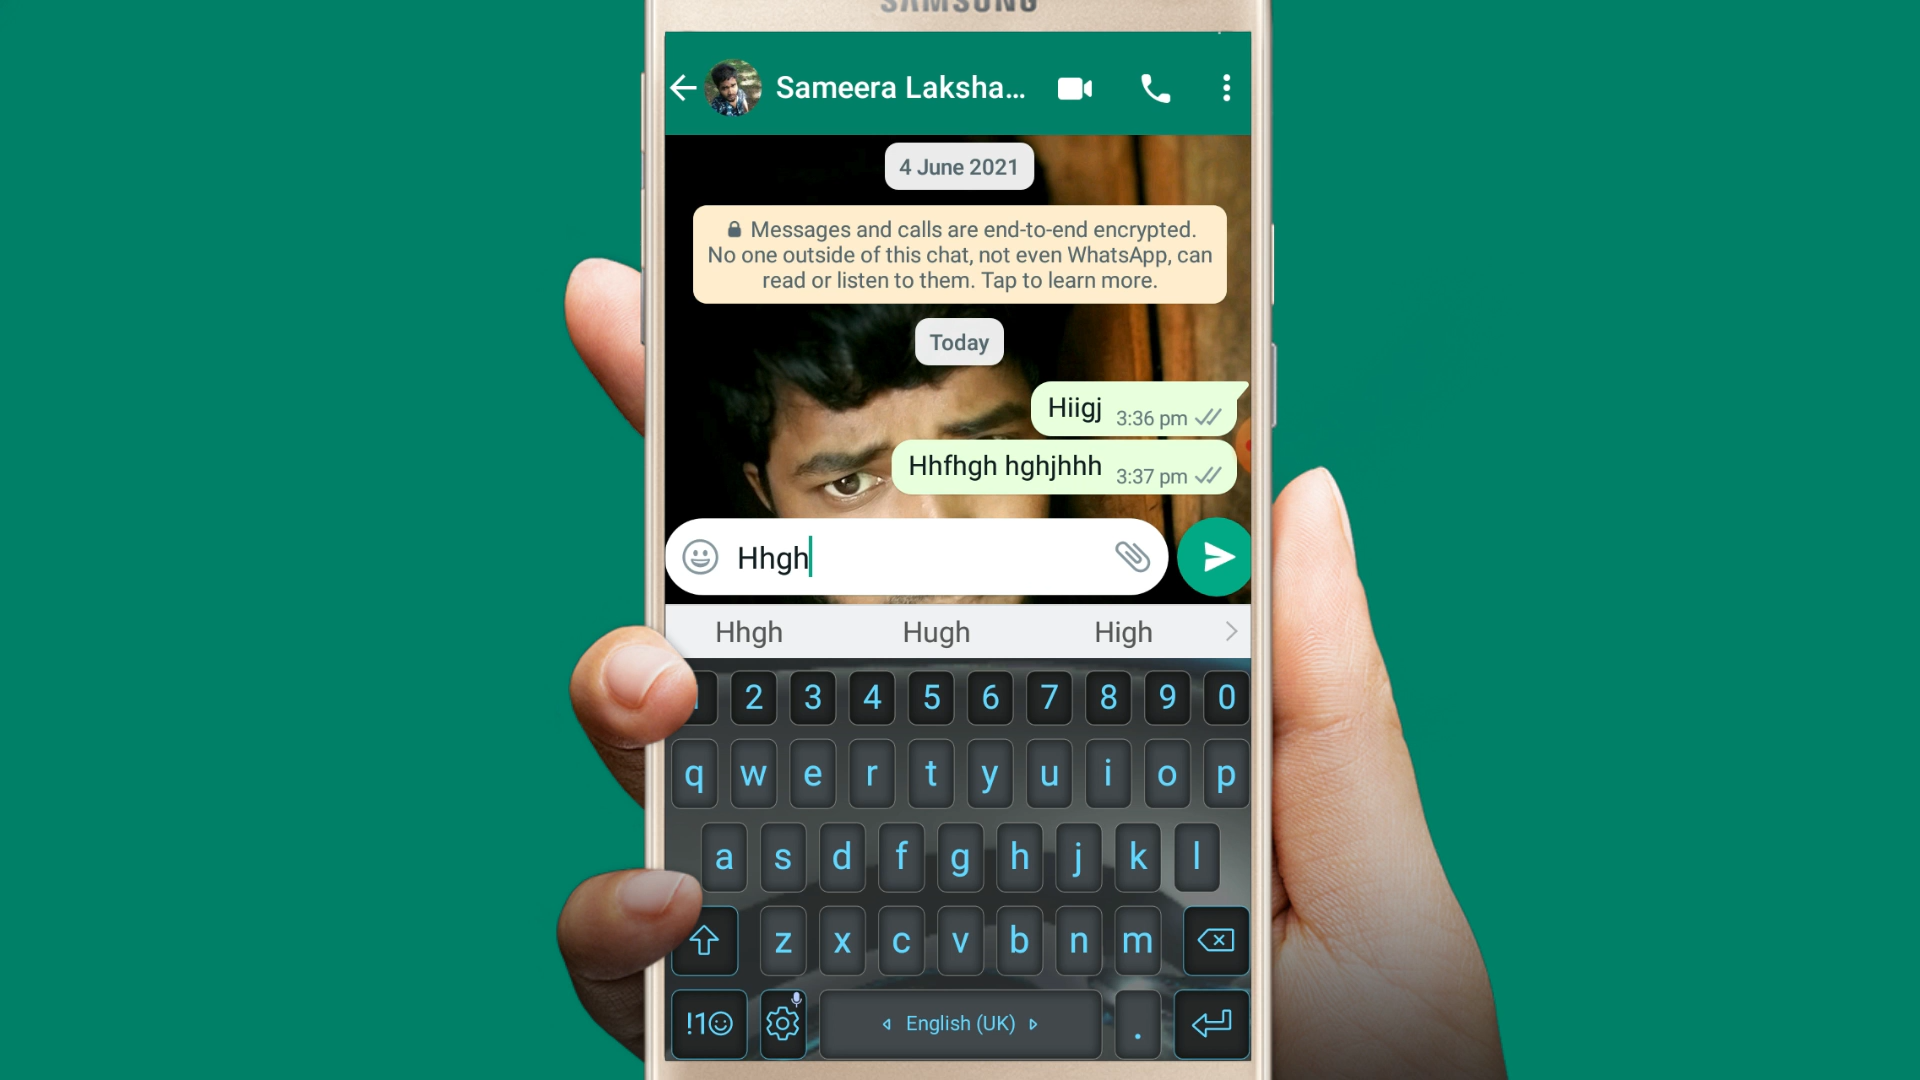 SAMSUNG
Sameera Laksha...
4 June 2021
Messages and calls are end-to-end encrypted.
No one outside of this chat, not even WhatsApp, can
read or listen to them. Tap to learn more.
Today
Hiigj 3:36 pm
Hhfhgh hghjhhh 3:37 pm
Hhgh
Hhgh Hugh High
1 2 3 4 5 6 7 8 9 0
q w e r t y u i o p
a s d f g h j k l
z x c v b n m
!1☺ English (UK) .